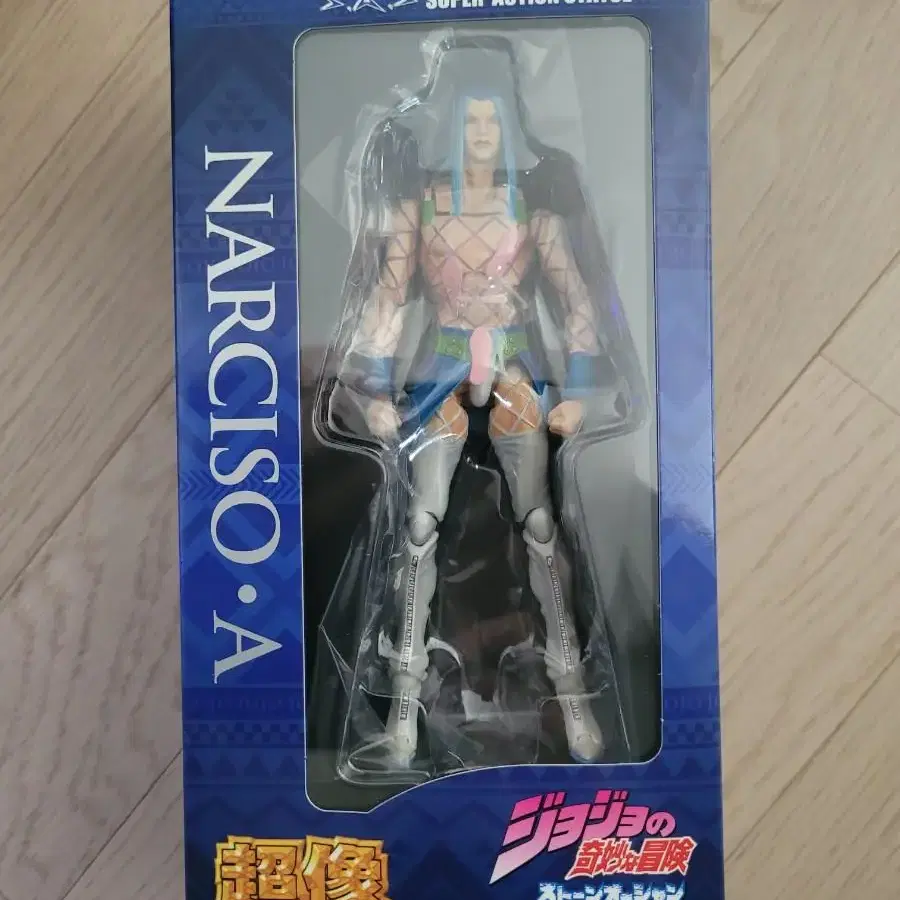 SUPER ACTION STATUE
NARCISO・A
超像
ジョジョの
奇妙な冒険
ストーンオーシャン